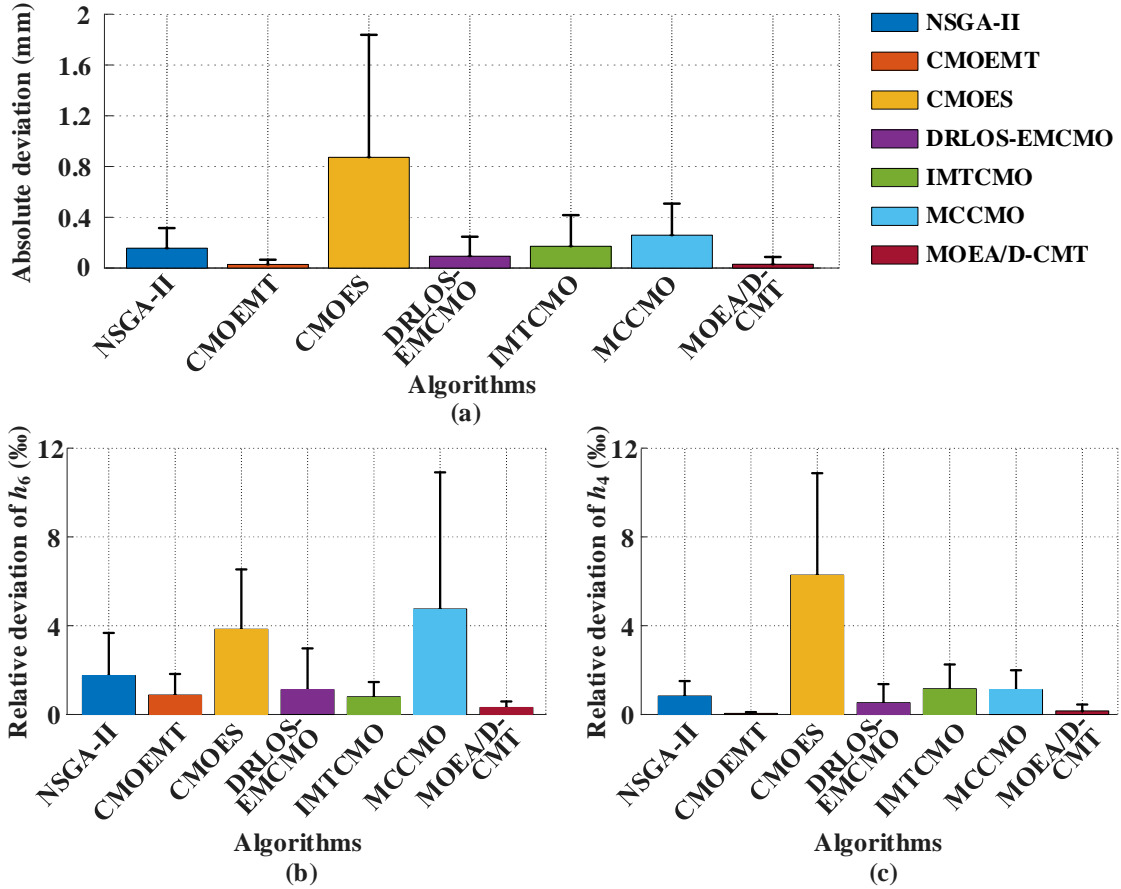 Absolute deviation (mm)
2
1.6
1.2
0.8
0.4
0
NSGA-II
CMOEMT
CMOES
DRLOS-
EMCMO
IMTCMO
MCCMO
MOEA/D-
CMT
Algorithms
(a)
NSGA-II
CMOEMT
CMOES
DRLOS-EMCMO
IMTCMO
MCCMO
MOEA/D-CMT
Relative deviation of h6 (‰)
12
8
4
0
NSGA-II
CMOEMT
CMOES
DRLOS-
EMCMO
IMTCMO
MCCMO
MOEA/D-
CMT
Algorithms
(b)
Relative deviation of h4 (‰)
12
8
4
0
NSGA-II
CMOEMT
CMOES
DRLOS-
EMCMO
IMTCMO
MCCMO
MOEA/D-
CMT
Algorithms
(c)